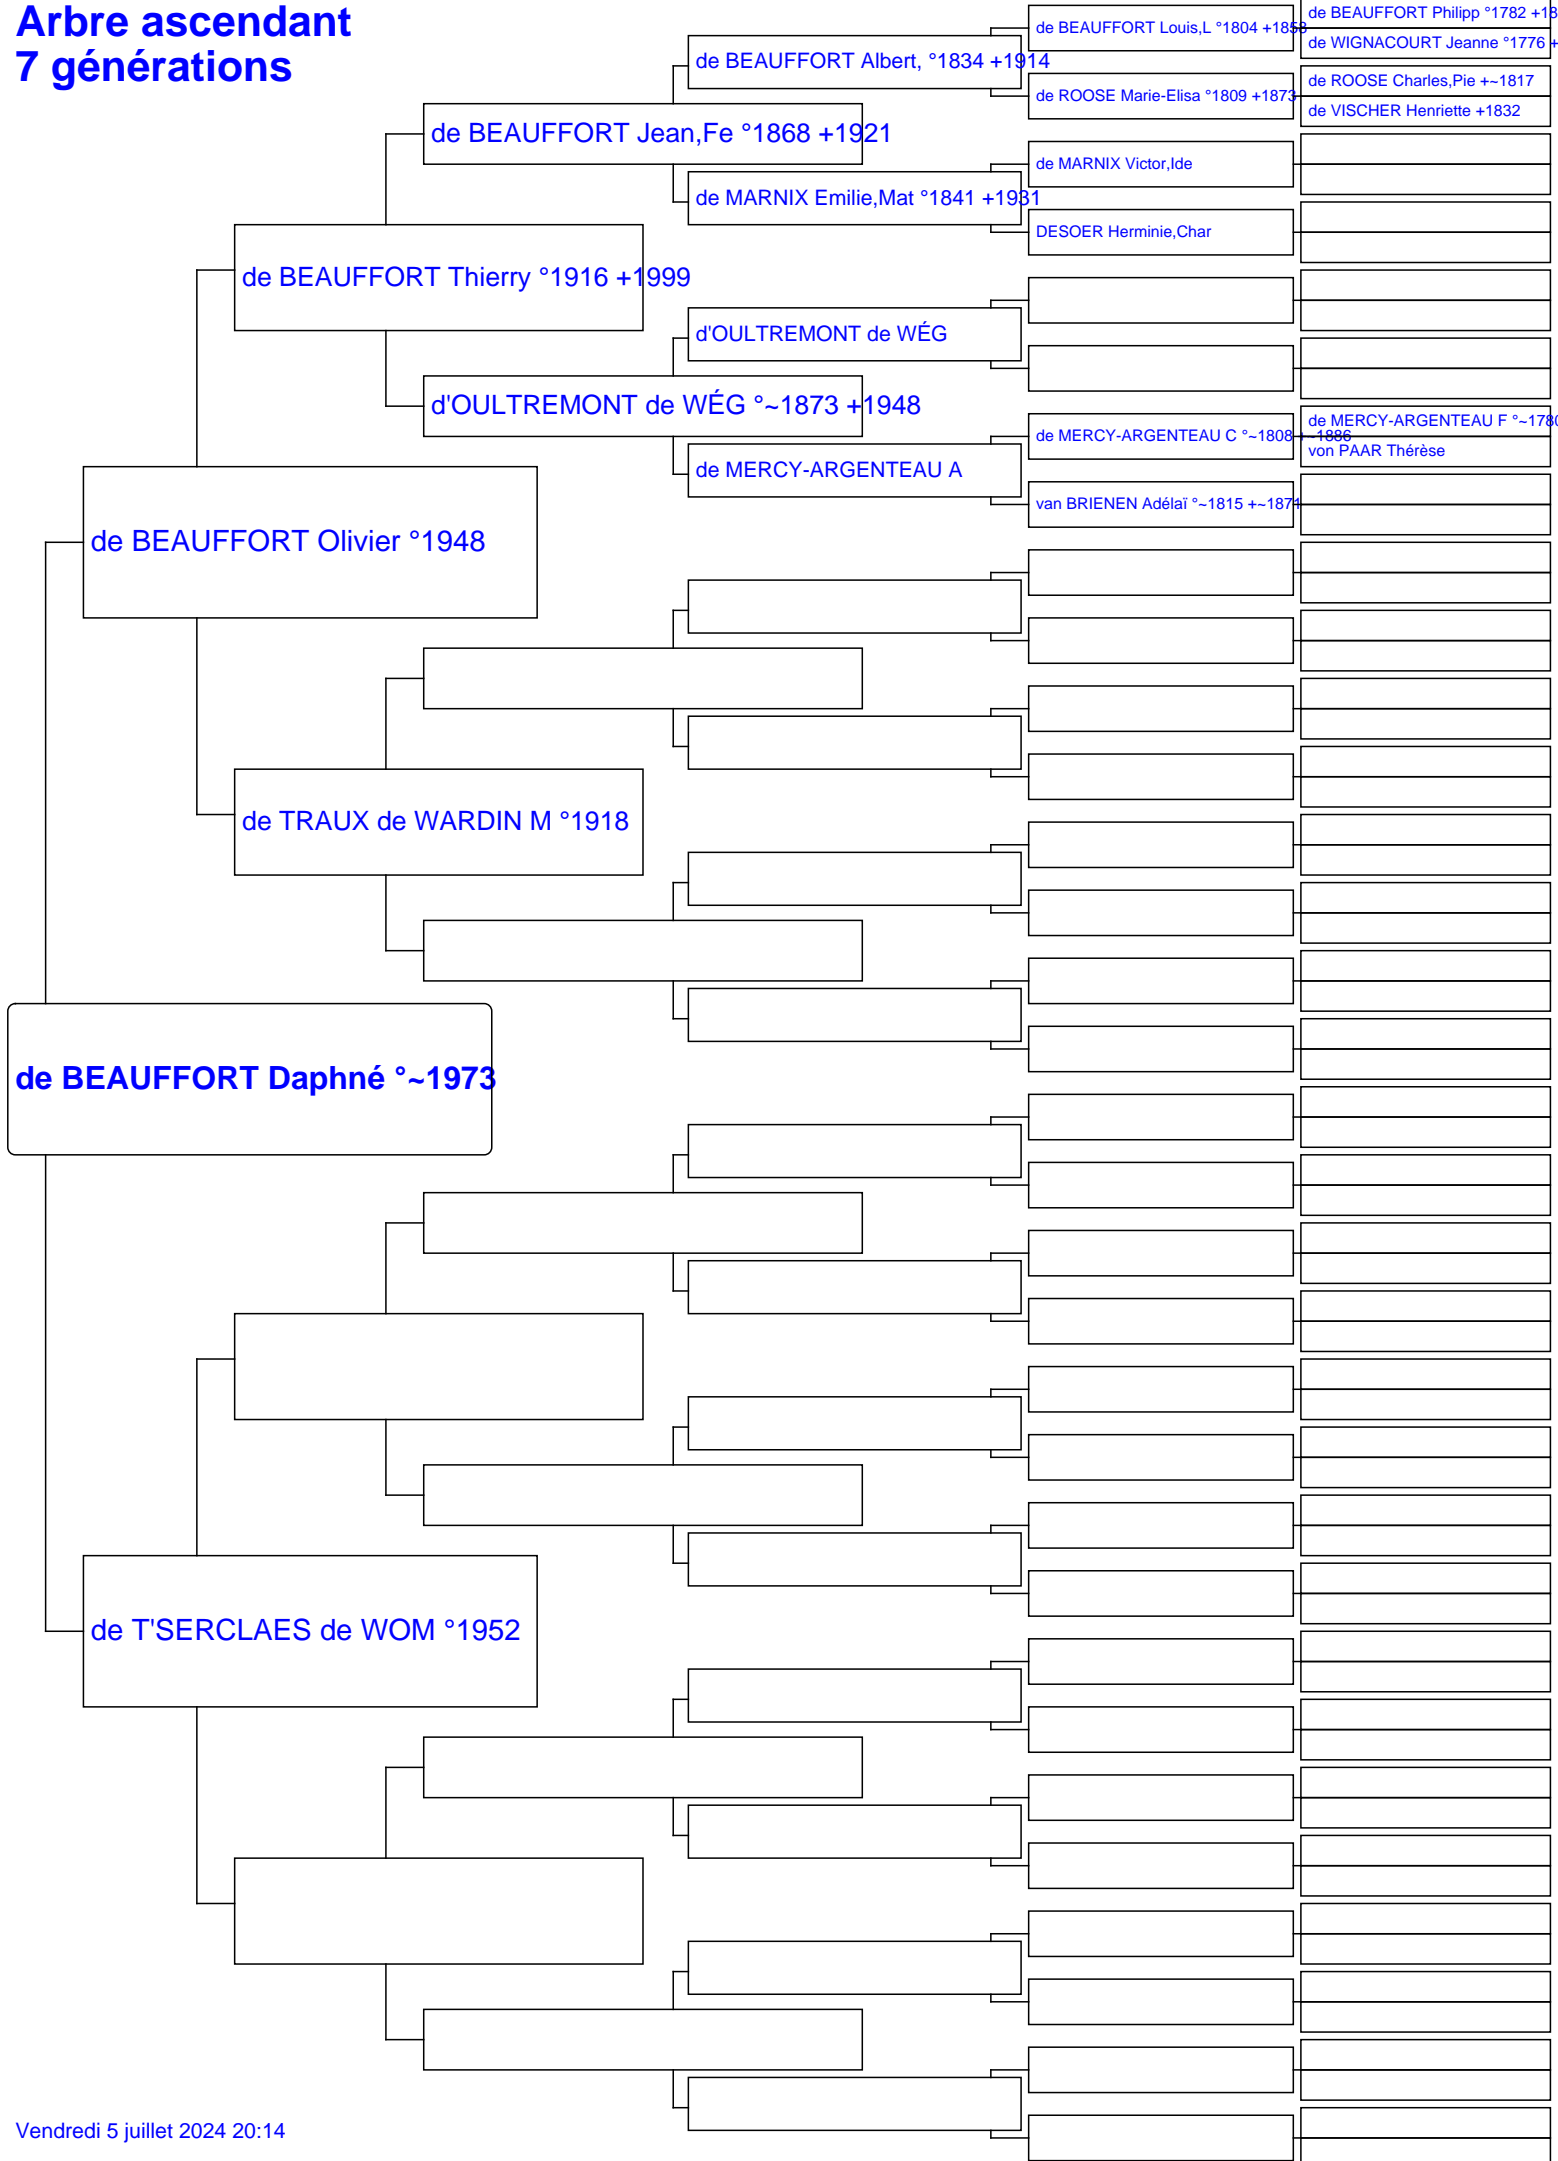 Arbre ascendant
7 générations
de BEAUFFORT Philipp °1782 +18
de BEAUFFORT Louis,L °1804 +1858
de WIGNACOURT Jeanne °1776 +
de BEAUFFORT Albert, °1834 +1914
de ROOSE Charles,Pie +~1817
de ROOSE Marie-Elisa °1809 +1873
de VISCHER Henriette +1832
de BEAUFFORT Jean,Fe °1868 +1921
de MARNIX Victor,Ide
de MARNIX Emilie,Mat °1841 +1931
DESOER Herminie,Char
de BEAUFFORT Thierry °1916 +1999
d'OULTREMONT de WÉG
d'OULTREMONT de WÉG °~1873 +1948
de MERCY-ARGENTEAU F °~1780
de MERCY-ARGENTEAU C °~1808 +~1886
von PAAR Thérèse
de MERCY-ARGENTEAU A
van BRIENEN Adélaï °~1815 +~1871
de BEAUFFORT Olivier °1948
de TRAUX de WARDIN M °1918
de BEAUFFORT Daphné °~1973
de T'SERCLAES de WOM °1952
Vendredi 5 juillet 2024 20:14